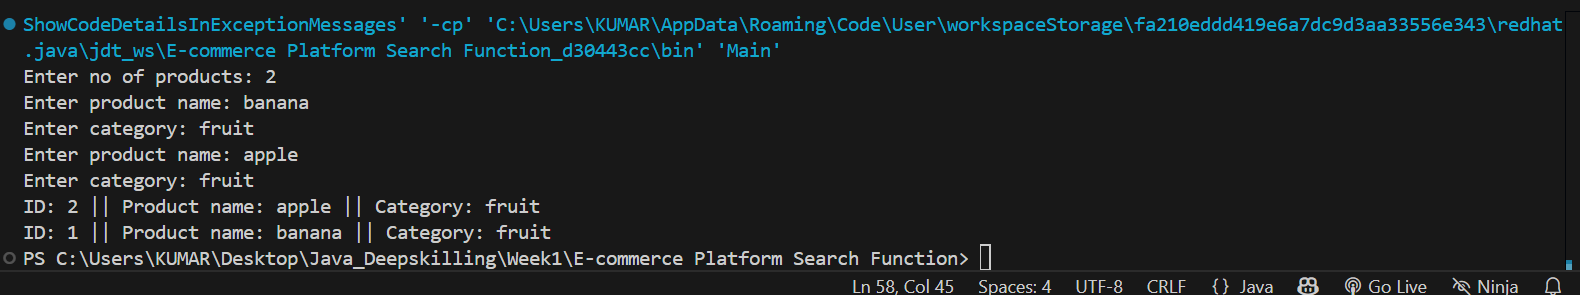 ShowCodeDetailsInExceptionMessages' '-cp' 'C:\Users\KUMAR\AppData\Roaming\Code\User\workspaceStorage\fa210eddd419e6a7dc9d3aa33556e343\redhat
.java\jdt_ws\E-commerce Platform Search Function_d30443cc\bin' 'Main'
Enter no of products: 2
Enter product name: banana
Enter category: fruit
Enter product name: apple
Enter category: fruit
ID: 2 || Product name: apple || Category: fruit
ID: 1 || Product name: banana || Category: fruit
PS C:\Users\KUMAR\Desktop\Java_Deepskilling\Week1\E-commerce Platform Search Function>
Ln 58, Col 45 Spaces: 4 UTF-8 CRLF {} Java Go Live Ninja